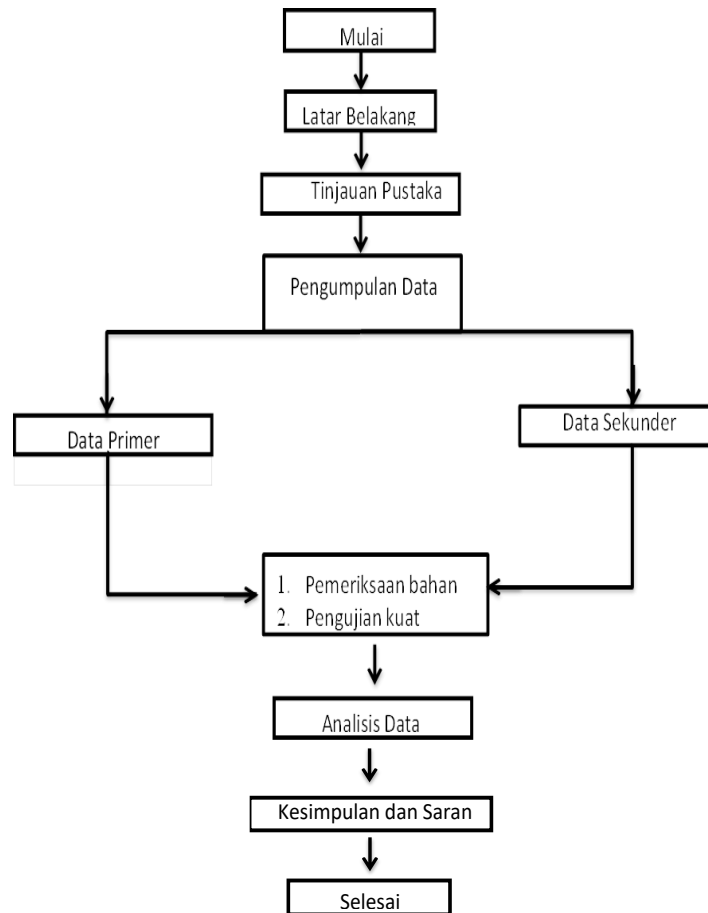 Mulai
Latar Belakang
Tinjauan Pustaka
Pengumpulan Data
Data Primer
Data Sekunder
1. Pemeriksaan bahan
2. Pengujian kuat
Analisis Data
Kesimpulan dan Saran
Selesai